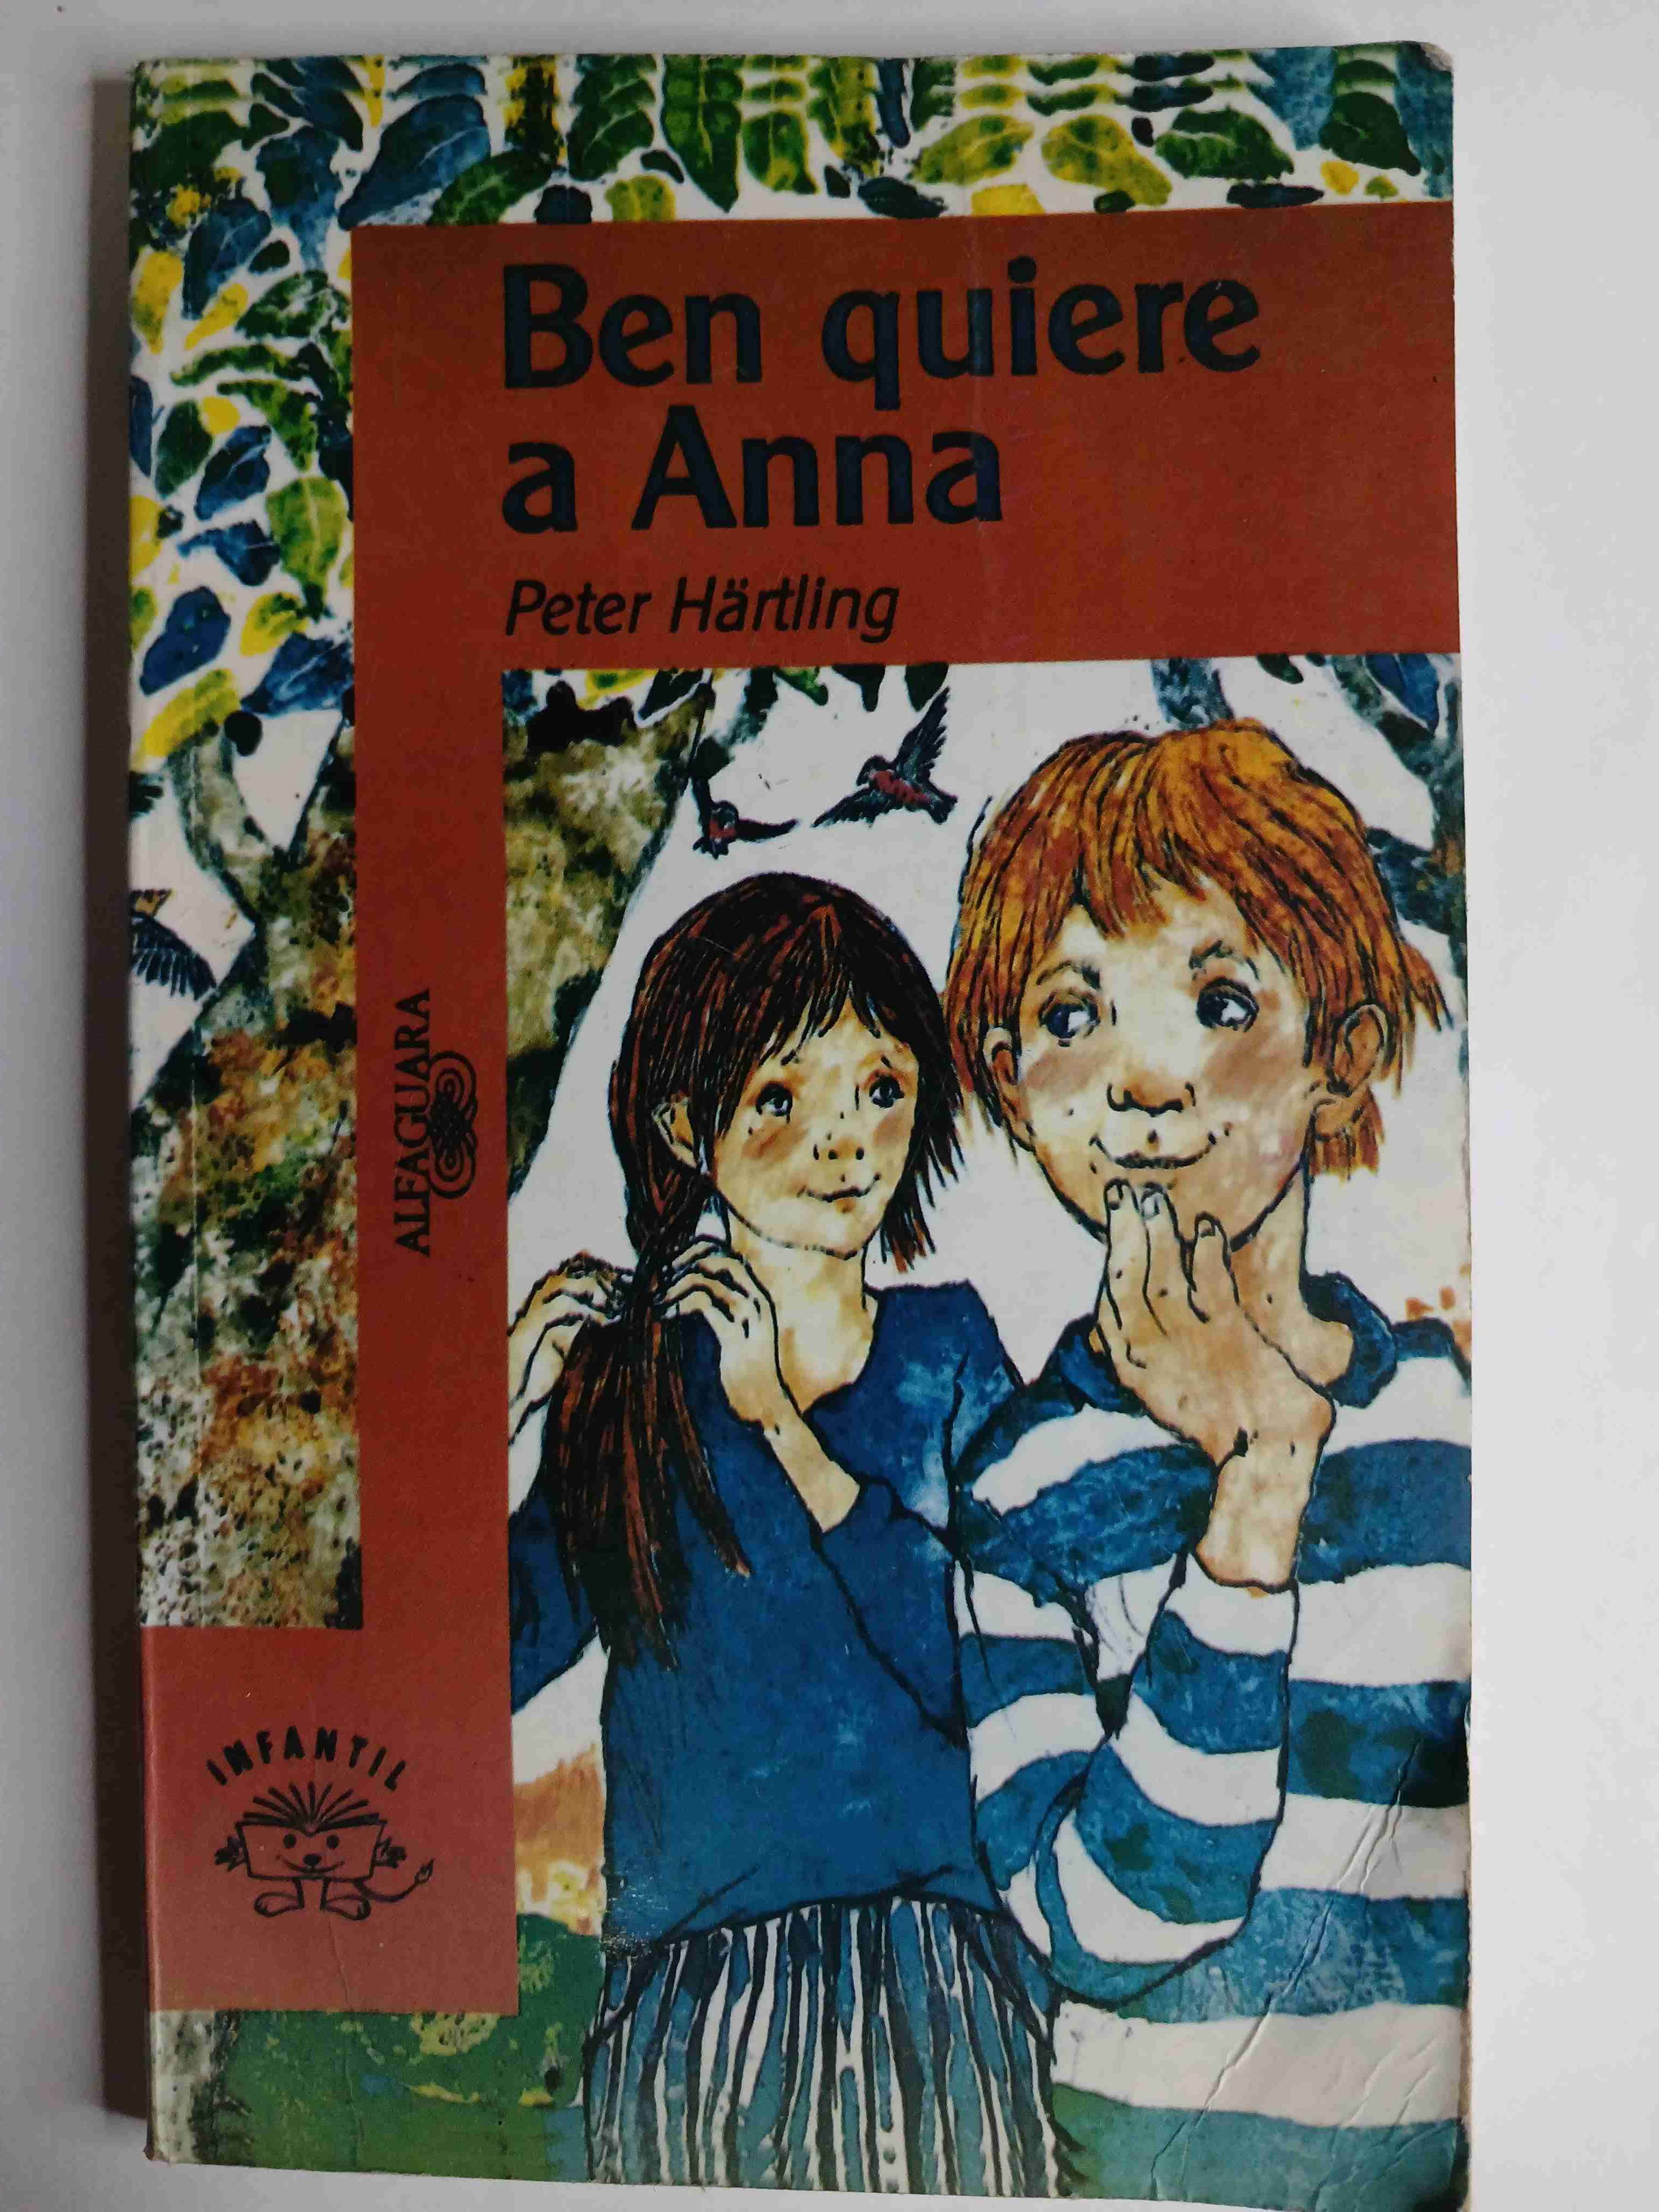 Ben quiere
a Anna
Peter Härtling
ALFAGUARA
INFANTIL